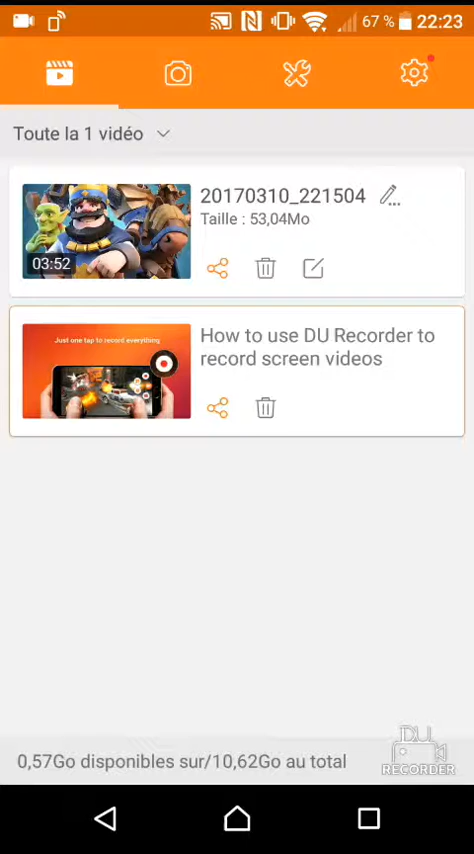 67 % 22:23
Toute la 1 vidéo
20170310_221504
Taille : 53,04Mo
03:52
How to use DU Recorder to
record screen videos
Just one tap to record everything
0,57Go disponibles sur/10,62Go au total
DU
RECORDER